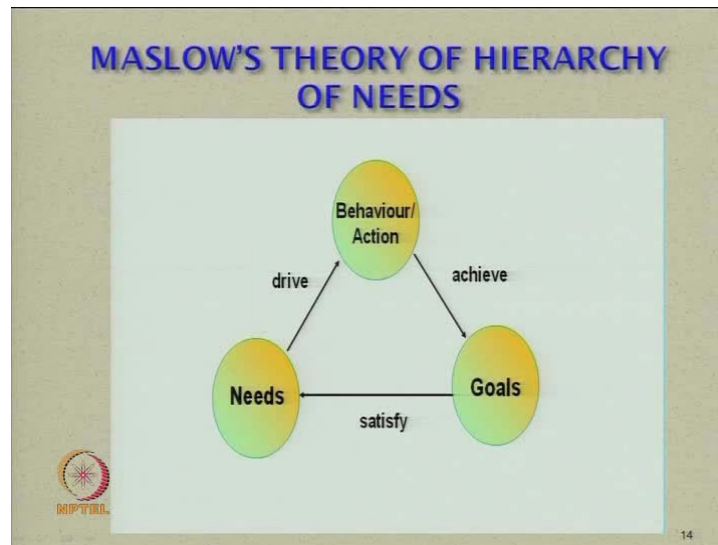 MASLOW'S THEORY OF HIERARCHY
OF NEEDS
Behaviour/
Action
drive
achieve
Needs
Goals
satisfy
NPTEL
14